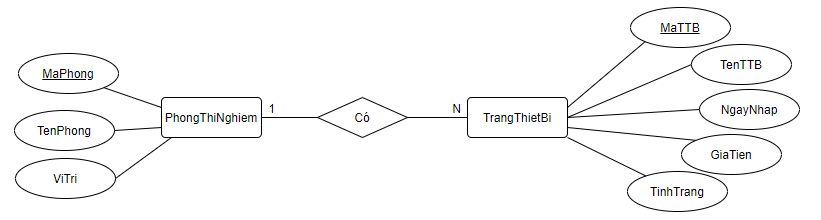 MaPhong
TenPhong
ViTri
PhongThiNghiem
1
Có
N
TrangThietBi
MaTTB
TenTTB
NgayNhap
GiaTien
TinhTrang